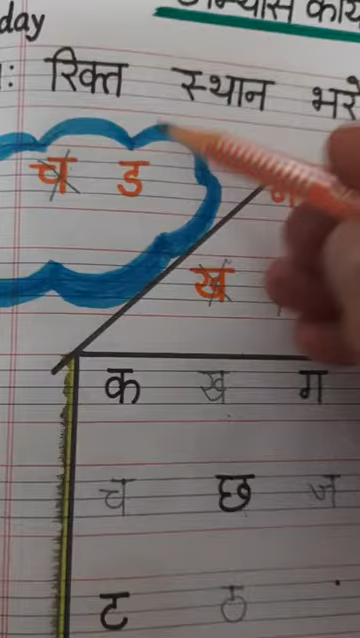 day
अभ्यास कार्य
: रिक्त स्थान भरे
च ड
ख
क ख ग
च छ ज
ट ठ